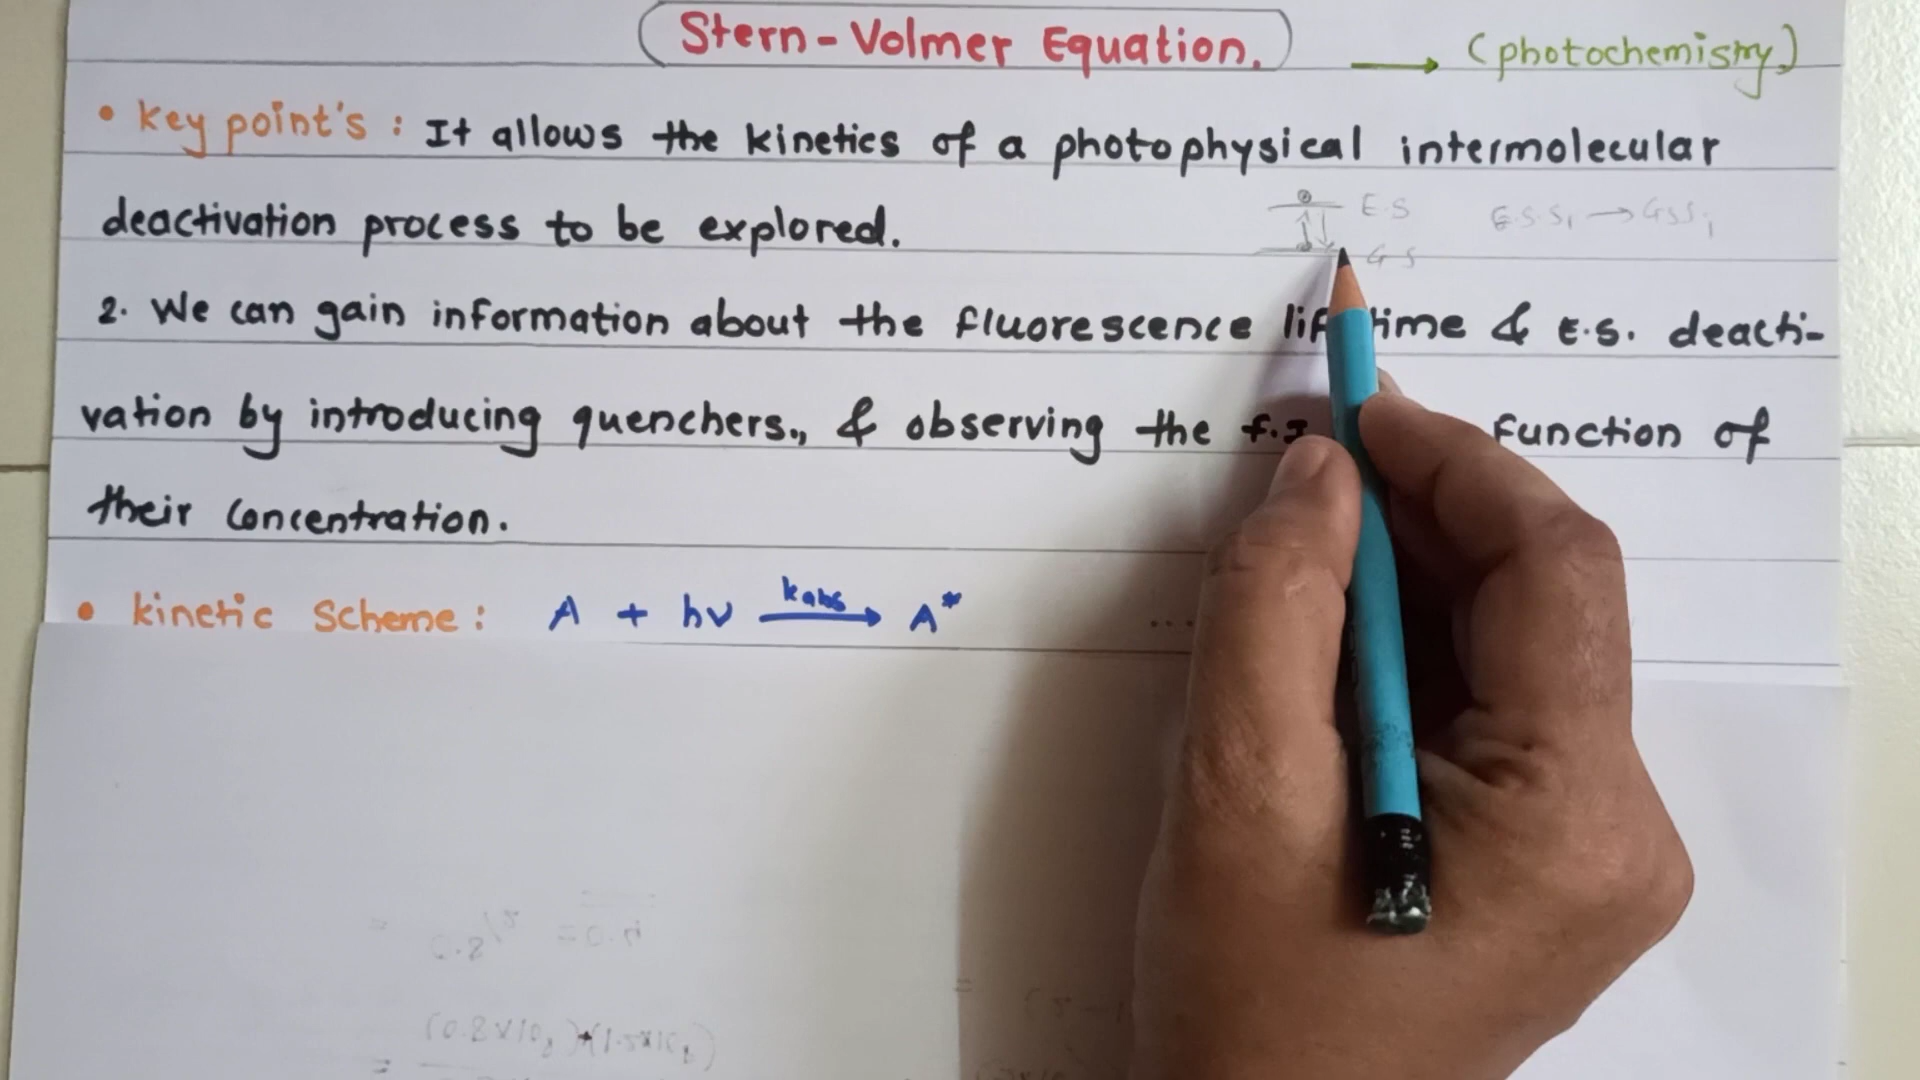 Stern-Volmer Equation. → (photochemistry)
• Key point's : It allows the kinetics of a photophysical intermolecular
deactivation process to be explored.
E.S
E.S.S1 → GSS1
G S
2. We can gain information about the fluorescence lif time & E.S. deacti-
vation by introducing quenchers., & observing the f.I function of
their concentration.
• kinetic Scheme : A + hν kabs → A* ...